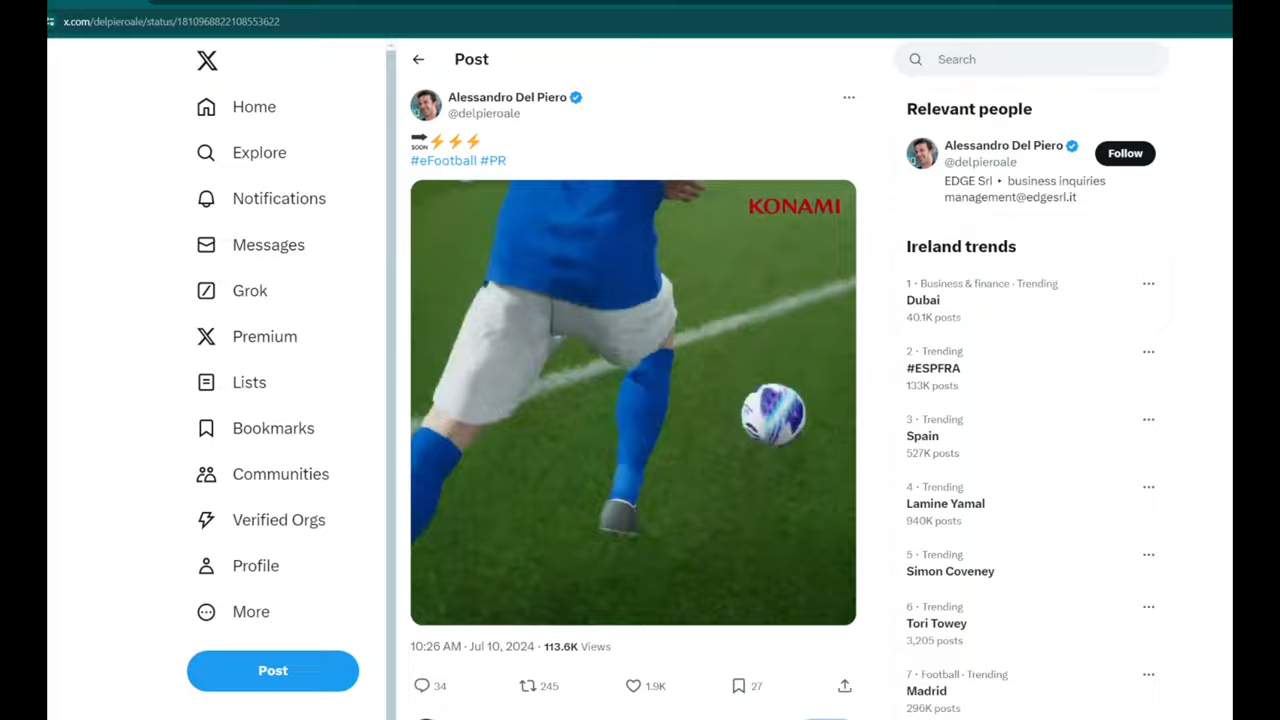 x.com/delpieroale/status/1810968822108553622
Home
Explore
Notifications
Messages
Grok
Premium
Lists
Bookmarks
Communities
Verified Orgs
Profile
More
Post
Post
Alessandro Del Piero
@delpieroale
SOON
#eFootball #PR
KONAMI
10:26 AM · Jul 10, 2024 · 113.6K Views
34 245 1.9K 27
Search
Relevant people
Alessandro Del Piero
@delpieroale
Follow
EDGE Srl ‣ business inquiries
management@edgesrl.it
Ireland trends
1 · Business & finance · Trending
Dubai
40.1K posts
2 · Trending
#ESPFRA
133K posts
3 · Trending
Spain
527K posts
4 · Trending
Lamine Yamal
940K posts
5 · Trending
Simon Coveney
6 · Trending
Tori Towey
3,205 posts
7 · Football · Trending
Madrid
296K posts